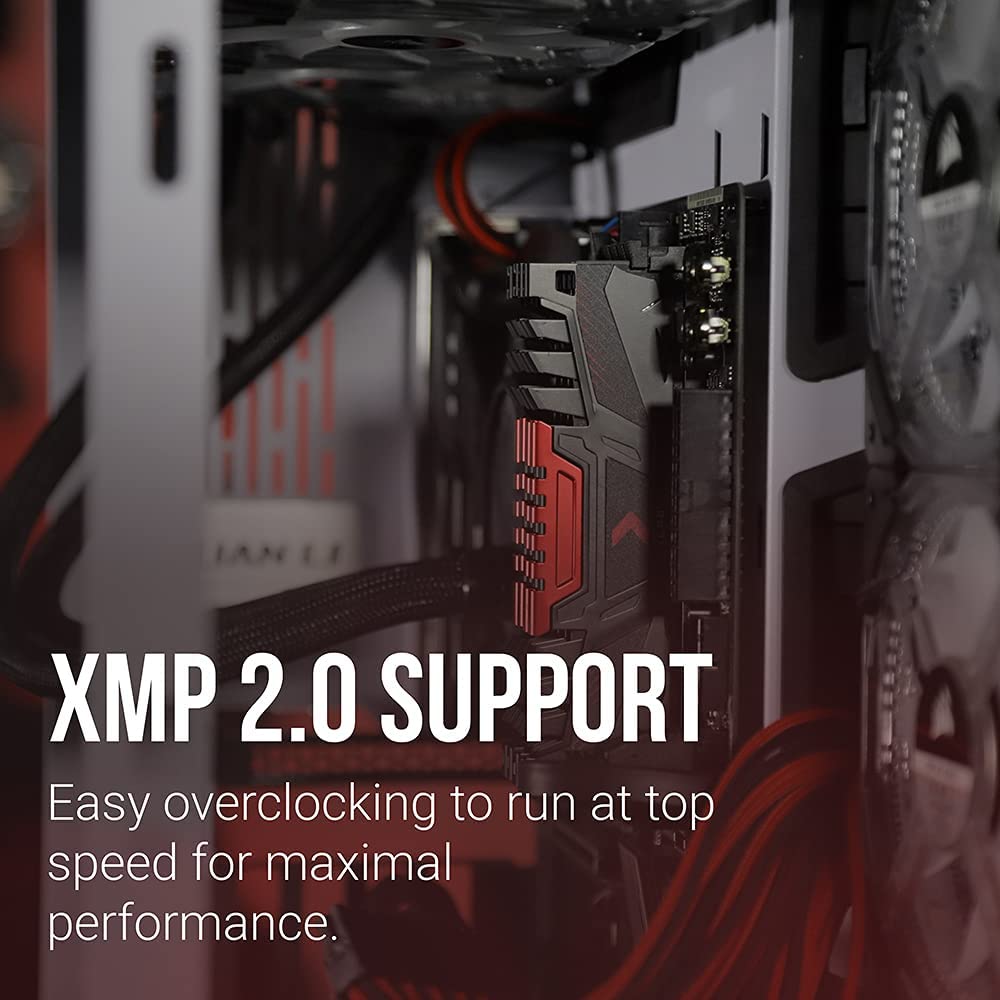 XMP 2.0 SUPPORT
Easy overclocking to run at top
speed for maximal
performance.